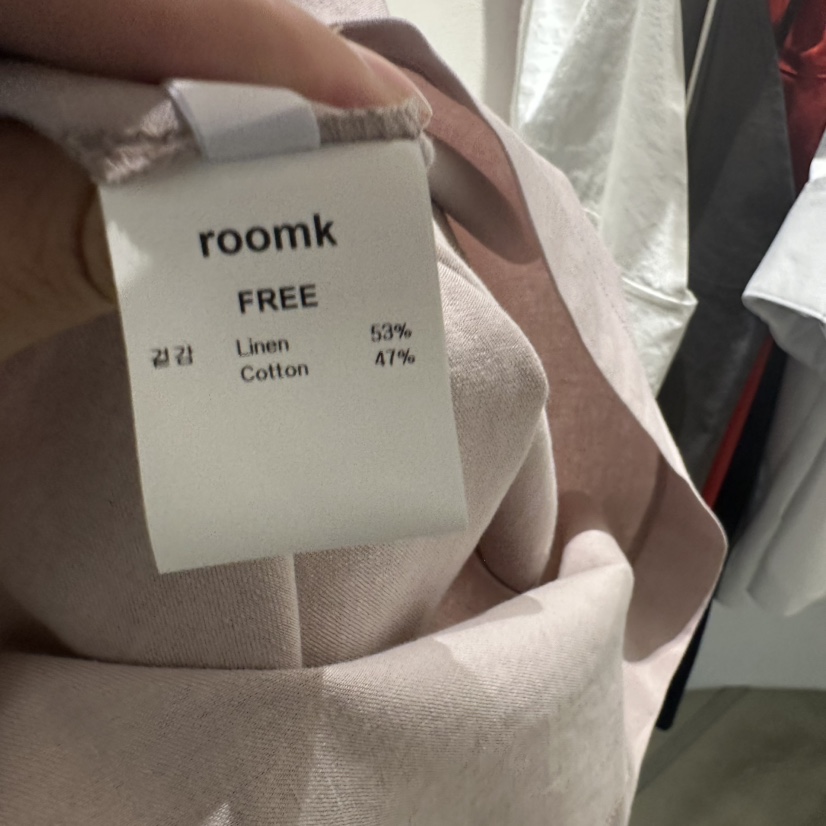 roomk
FREE
겉감 Linen 53%
Cotton 47%